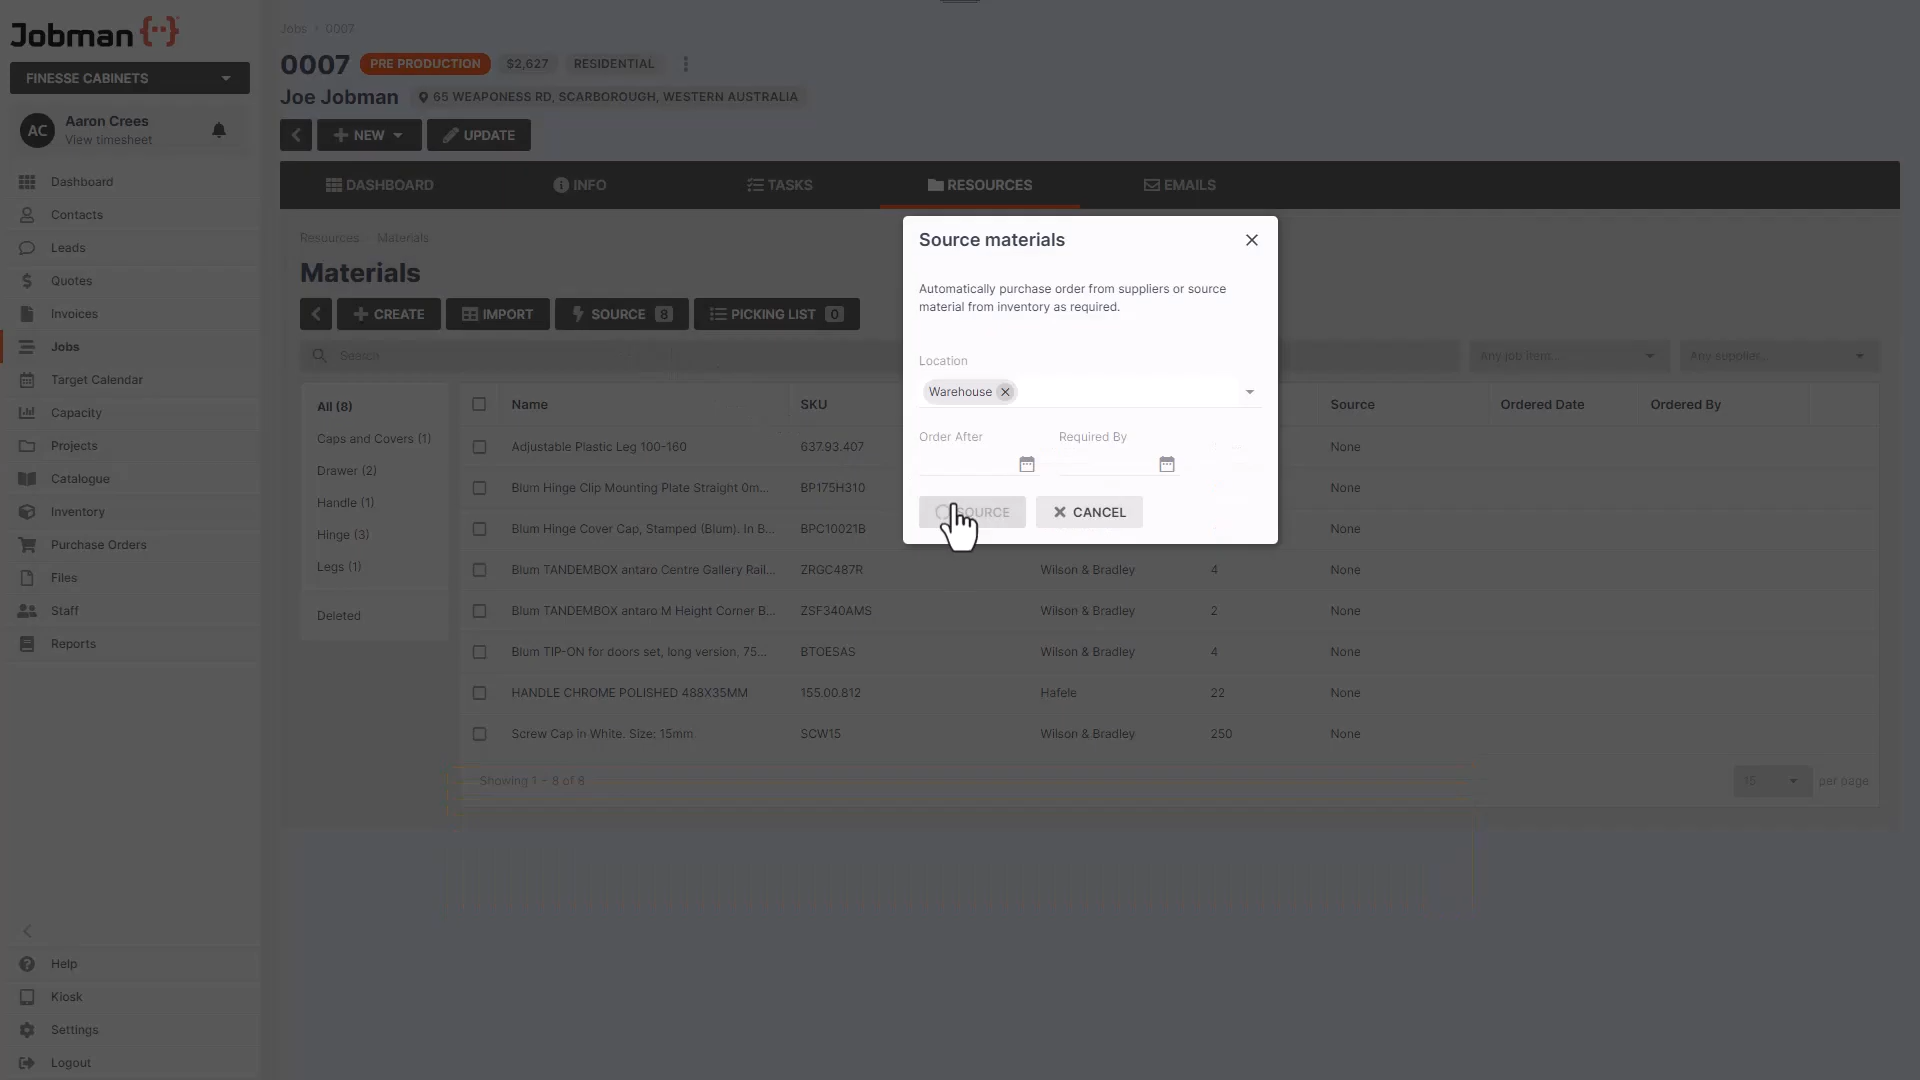 Jobman
FINESSE CABINETS
AC
Aaron Crees
View timesheet
Dashboard
Contacts
Leads
Quotes
Invoices
Jobs
Target Calendar
Capacity
Projects
Catalogue
Inventory
Purchase Orders
Files
Staff
Reports
Help
Kiosk
Settings
Logout
Jobs › 0007
0007 PRE PRODUCTION $2,627 RESIDENTIAL
Joe Jobman 65 WEAPONESS RD, SCARBOROUGH, WESTERN AUSTRALIA
NEW UPDATE
DASHBOARD INFO TASKS RESOURCES EMAILS
Resources Materials
Materials
CREATE IMPORT SOURCE 8 PICKING LIST 0
Search Any job item... Any supplier...
All (8)
Caps and Covers (1)
Drawer (2)
Handle (1)
Hinge (3)
Legs (1)
Deleted
Name SKU Source Ordered Date Ordered By
Adjustable Plastic Leg 100-160 637.93.407 None
Blum Hinge Clip Mounting Plate Straight 0m... BP175H310 None
Blum Hinge Cover Cap, Stamped (Blum). In B... BPC10021B None
Blum TANDEMBOX antaro Centre Gallery Rail... ZRGC487R Wilson & Bradley 4 None
Blum TANDEMBOX antaro M Height Corner B... ZSF340AMS Wilson & Bradley 2 None
Blum TIP-ON for doors set, long version, 75... BTOESAS Wilson & Bradley 4 None
HANDLE CHROME POLISHED 488X35MM 155.00.812 Hafele 22 None
Screw Cap in White. Size: 15mm SCW15 Wilson & Bradley 250 None
Showing 1 – 8 of 8 15 per page
Source materials
Automatically purchase order from suppliers or source
material from inventory as required.
Location
Warehouse
Order After Required By
SOURCE CANCEL